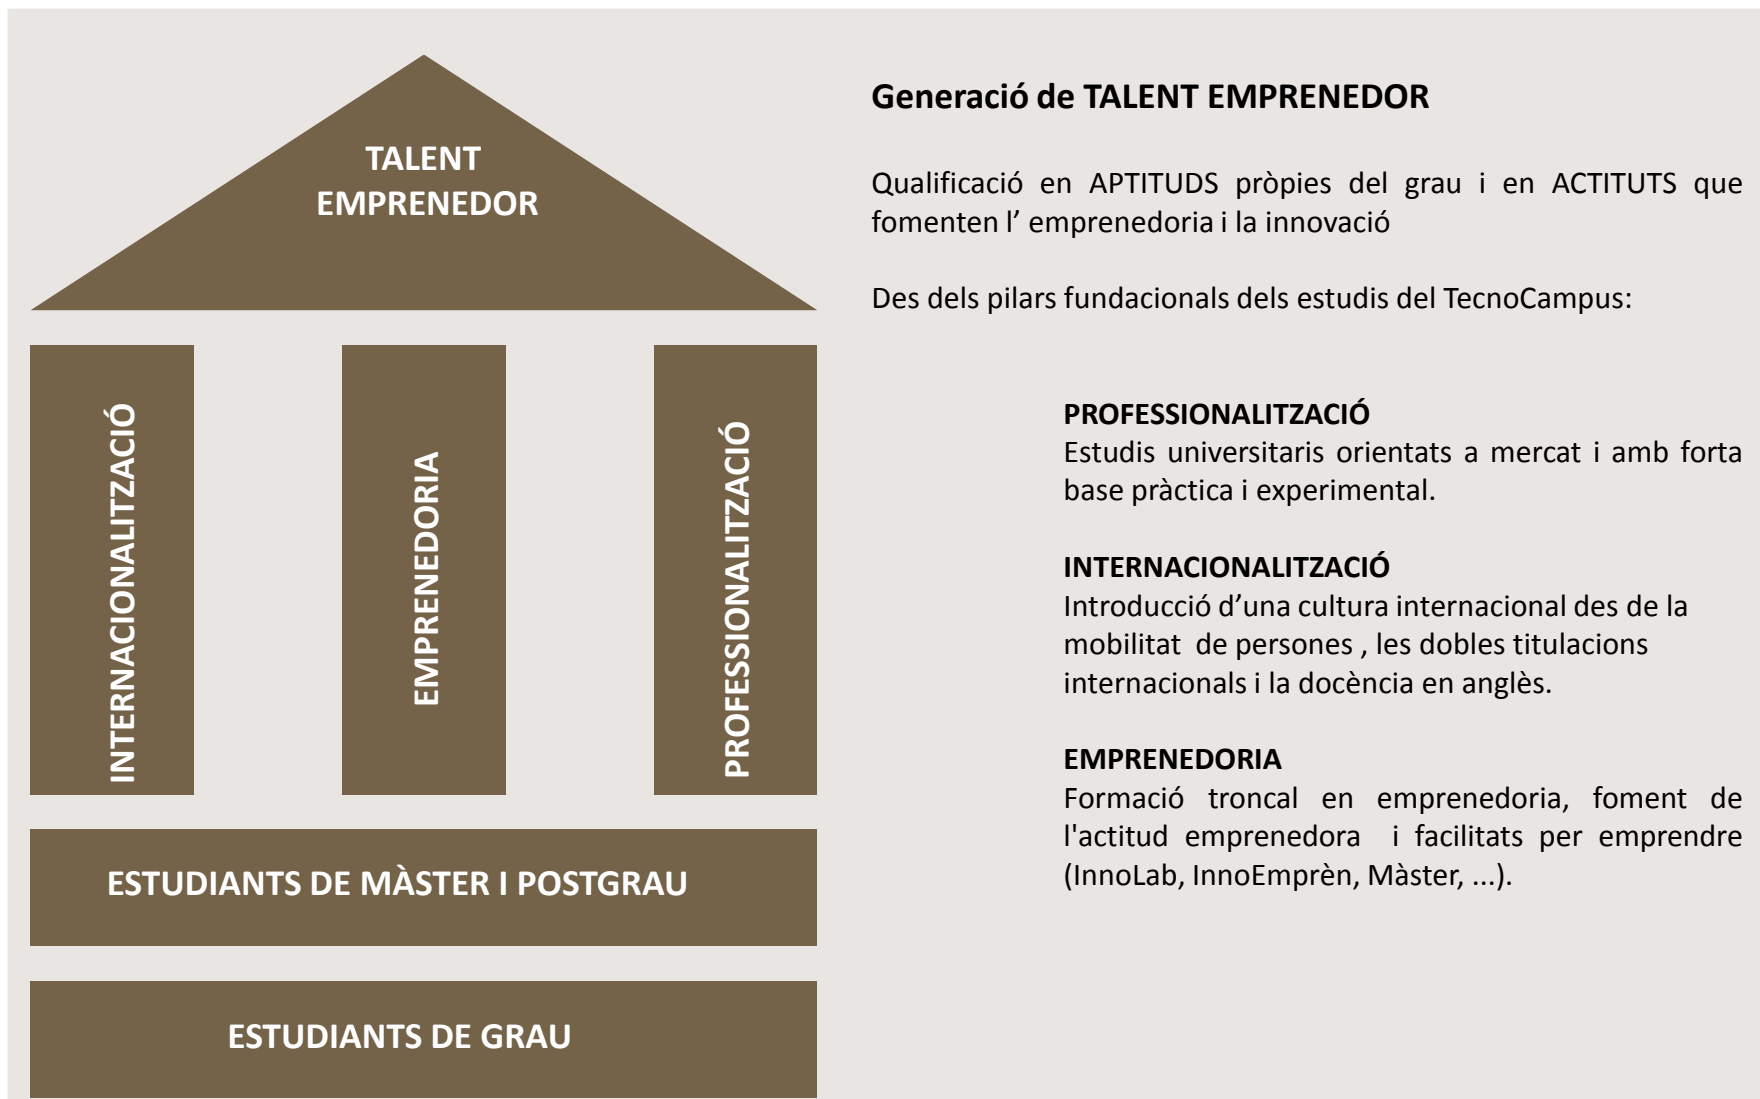 TALENT
EMPRENEDOR
INTERNACIONALITZACIÓ
EMPRENEDORIA
PROFESSIONALITZACIÓ
ESTUDIANTS DE MÀSTER I POSTGRAU
ESTUDIANTS DE GRAU
Generació de TALENT EMPRENEDOR
Qualificació en APTITUDS pròpies del grau i en ACTITUTS que
fomenten l’ emprenedoria i la innovació
Des dels pilars fundacionals dels estudis del TecnoCampus:
PROFESSIONALITZACIÓ
Estudis universitaris orientats a mercat i amb forta
base pràctica i experimental.
INTERNACIONALITZACIÓ
Introducció d’una cultura internacional des de la
mobilitat de persones , les dobles titulacions
internacionals i la docència en anglès.
EMPRENEDORIA
Formació troncal en emprenedoria, foment de
l'actitud emprenedora i facilitats per emprendre
(InnoLab, InnoEmprèn, Màster, ...).